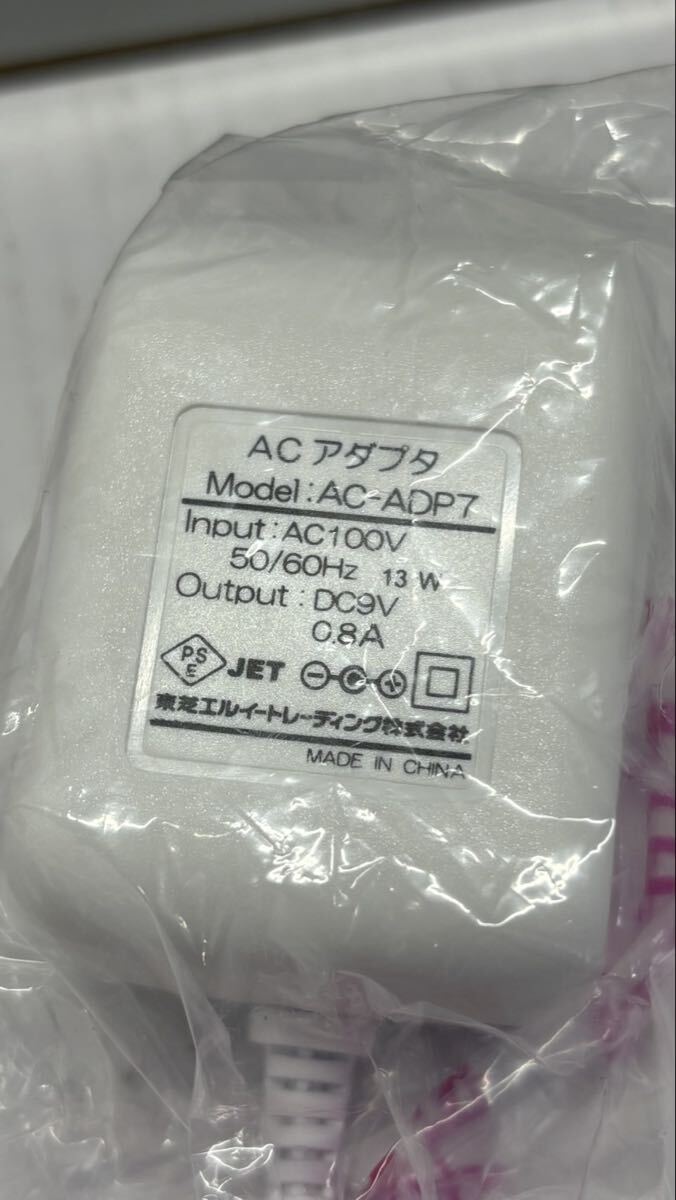 ACアダプタ
Model:AC-ADP7
Input:AC100V
50/60Hz 13W
Output:DC9V
0.8A
PSE JET
東芝エルイートレーディング株式会社
MADE IN CHINA